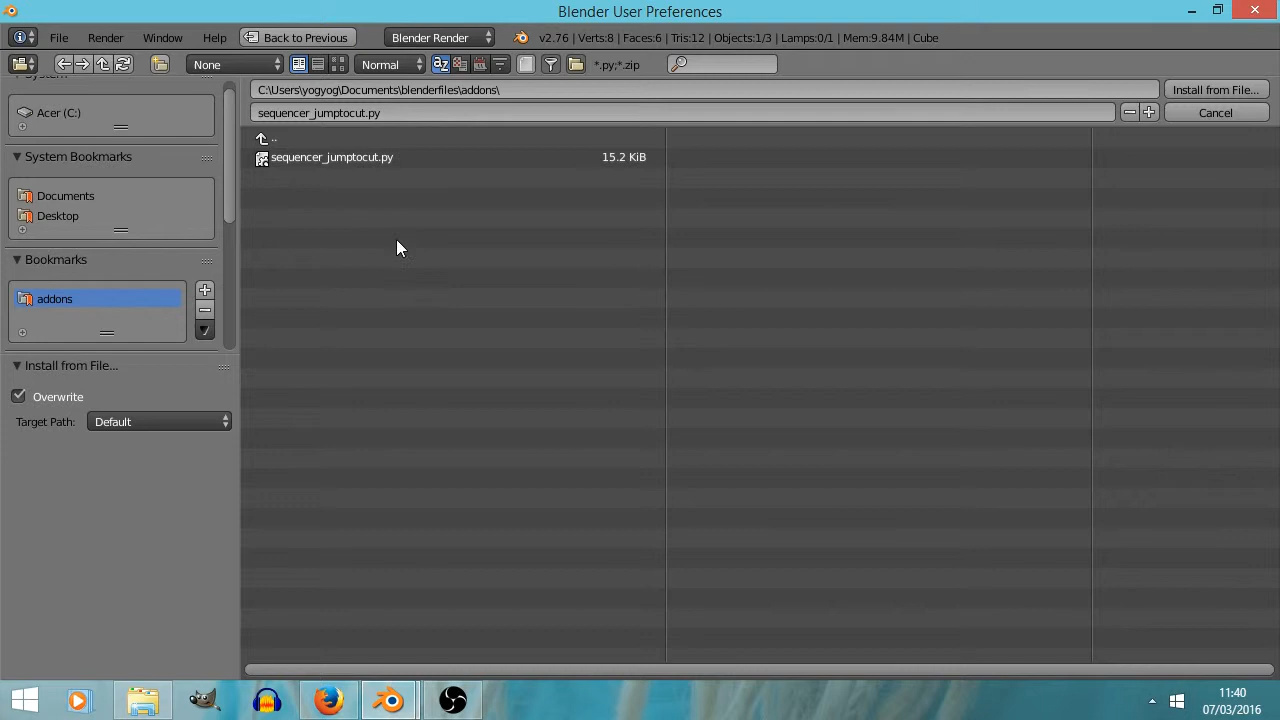 Blender User Preferences
File Render Window Help Back to Previous Blender Render v2.76 | Verts:8 | Faces:6 | Tris:12 | Objects:1/3 | Lamps:0/1 | Mem:9.84M | Cube
None Normal *.py;*.zip
System
Acer (C:)
System Bookmarks
Documents
Desktop
Bookmarks
addons
Install from File...
Overwrite
Target Path: Default
C:\Users\yogyog\Documents\blenderfiles\addons\ Install from File...
sequencer_jumptocut.py Cancel
..
sequencer_jumptocut.py 15.2 KiB
11:40
07/03/2016